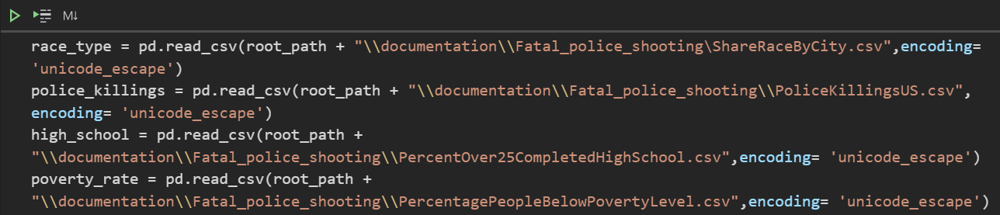 M↓
race_type = pd.read_csv(root_path + "\\documentation\\Fatal_police_shooting\ShareRaceByCity.csv",encoding=
'unicode_escape')
police_killings = pd.read_csv(root_path + "\\documentation\\Fatal_police_shooting\\PoliceKillingsUS.csv",
encoding= 'unicode_escape')
high_school = pd.read_csv(root_path +
"\\documentation\\Fatal_police_shooting\\PercentOver25CompletedHighSchool.csv",encoding= 'unicode_escape')
poverty_rate = pd.read_csv(root_path +
"\\documentation\\Fatal_police_shooting\\PercentagePeopleBelowPovertyLevel.csv",encoding= 'unicode_escape')